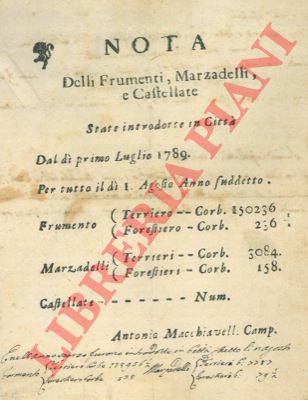 NOTA
Delli Frumenti, Marzadelli,
e Castellate
State introdotte in Città
Dal dì primo Luglio 1789.
Per tutto il dì 1. Agosto Anno suddetto.
Frumento ( Terriero -- Corb. 150236
( Forestiero - Corb. 236 :
Marzadelli ( Terrieri -- Corb. 3084.
( Forestieri - Corb. 158.
Castellate - - - - - - - Num.
Antonio Macchiavell. Camp.
LIBRERIA PIANI